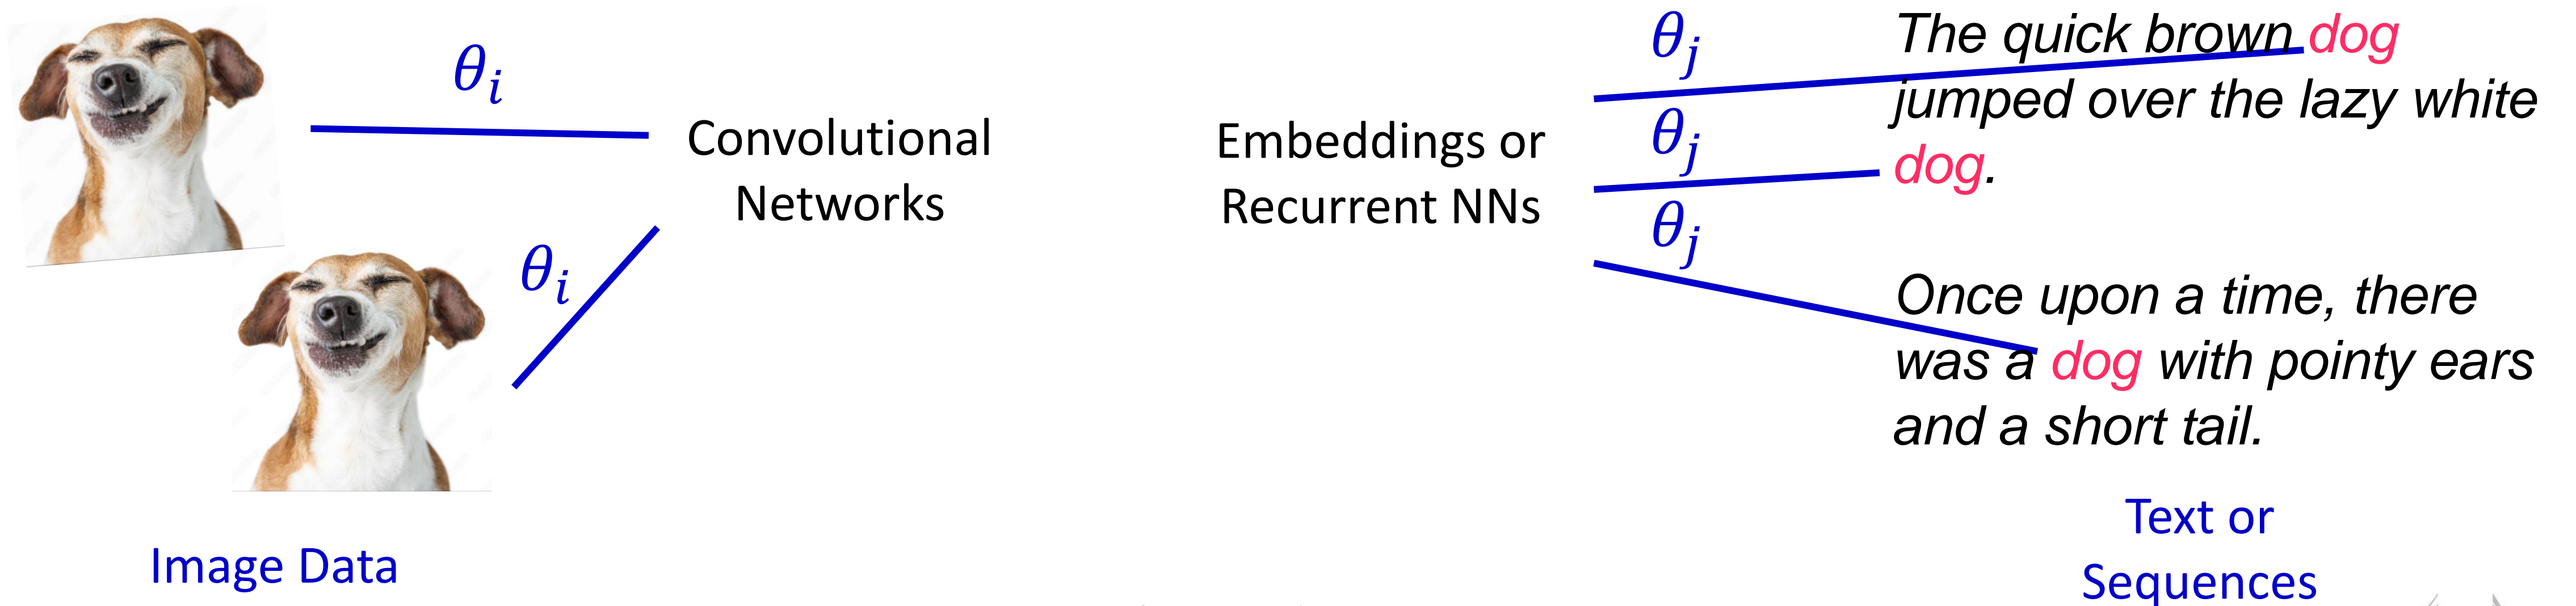 θi
Convolutional
Networks
θi
Image Data
Embeddings or
Recurrent NNs
θj
θj
θj
The quick brown dog
jumped over the lazy white
dog.
Once upon a time, there
was a dog with pointy ears
and a short tail.
Text or
Sequences